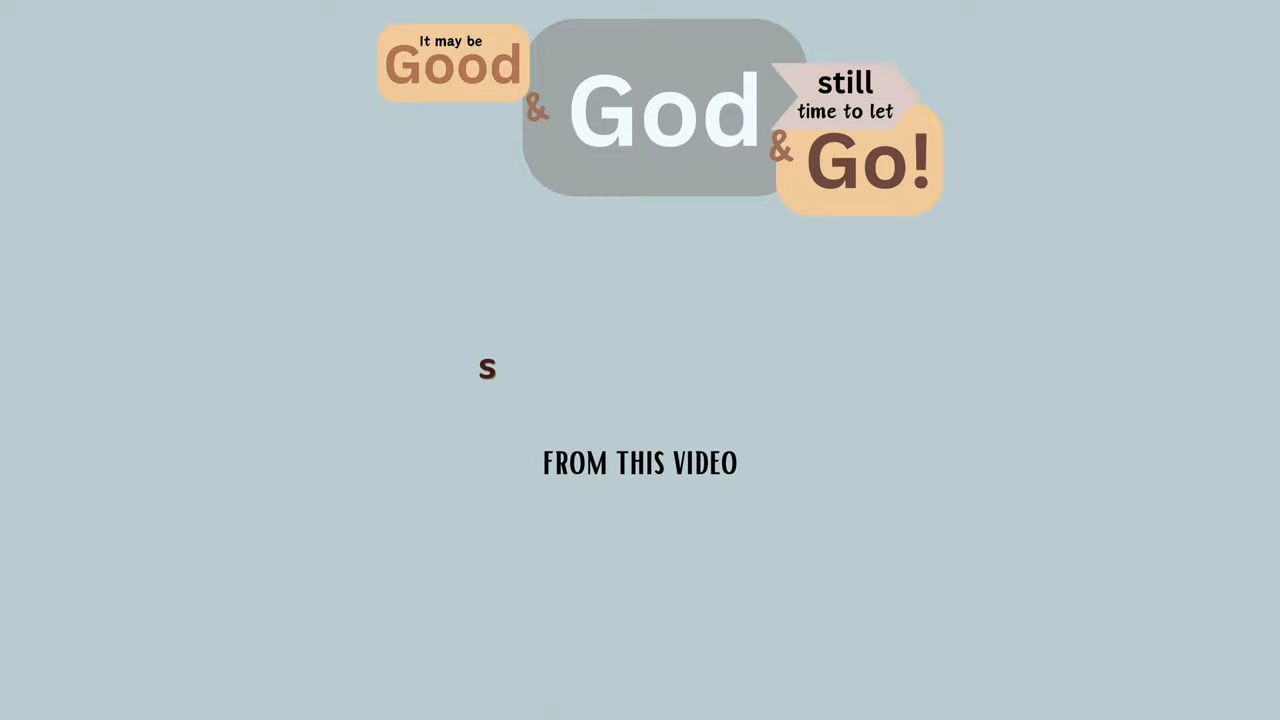 It may be
Good
&
God
still
time to let
&
Go!
s
FROM THIS VIDEO